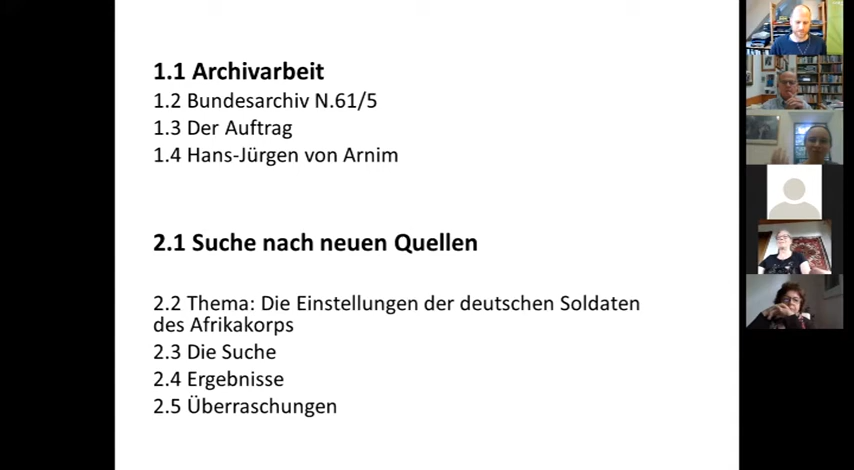 1.1 Archivarbeit
1.2 Bundesarchiv N.61/5
1.3 Der Auftrag
1.4 Hans-Jürgen von Arnim
2.1 Suche nach neuen Quellen
2.2 Thema: Die Einstellungen der deutschen Soldaten
des Afrikakorps
2.3 Die Suche
2.4 Ergebnisse
2.5 Überraschungen